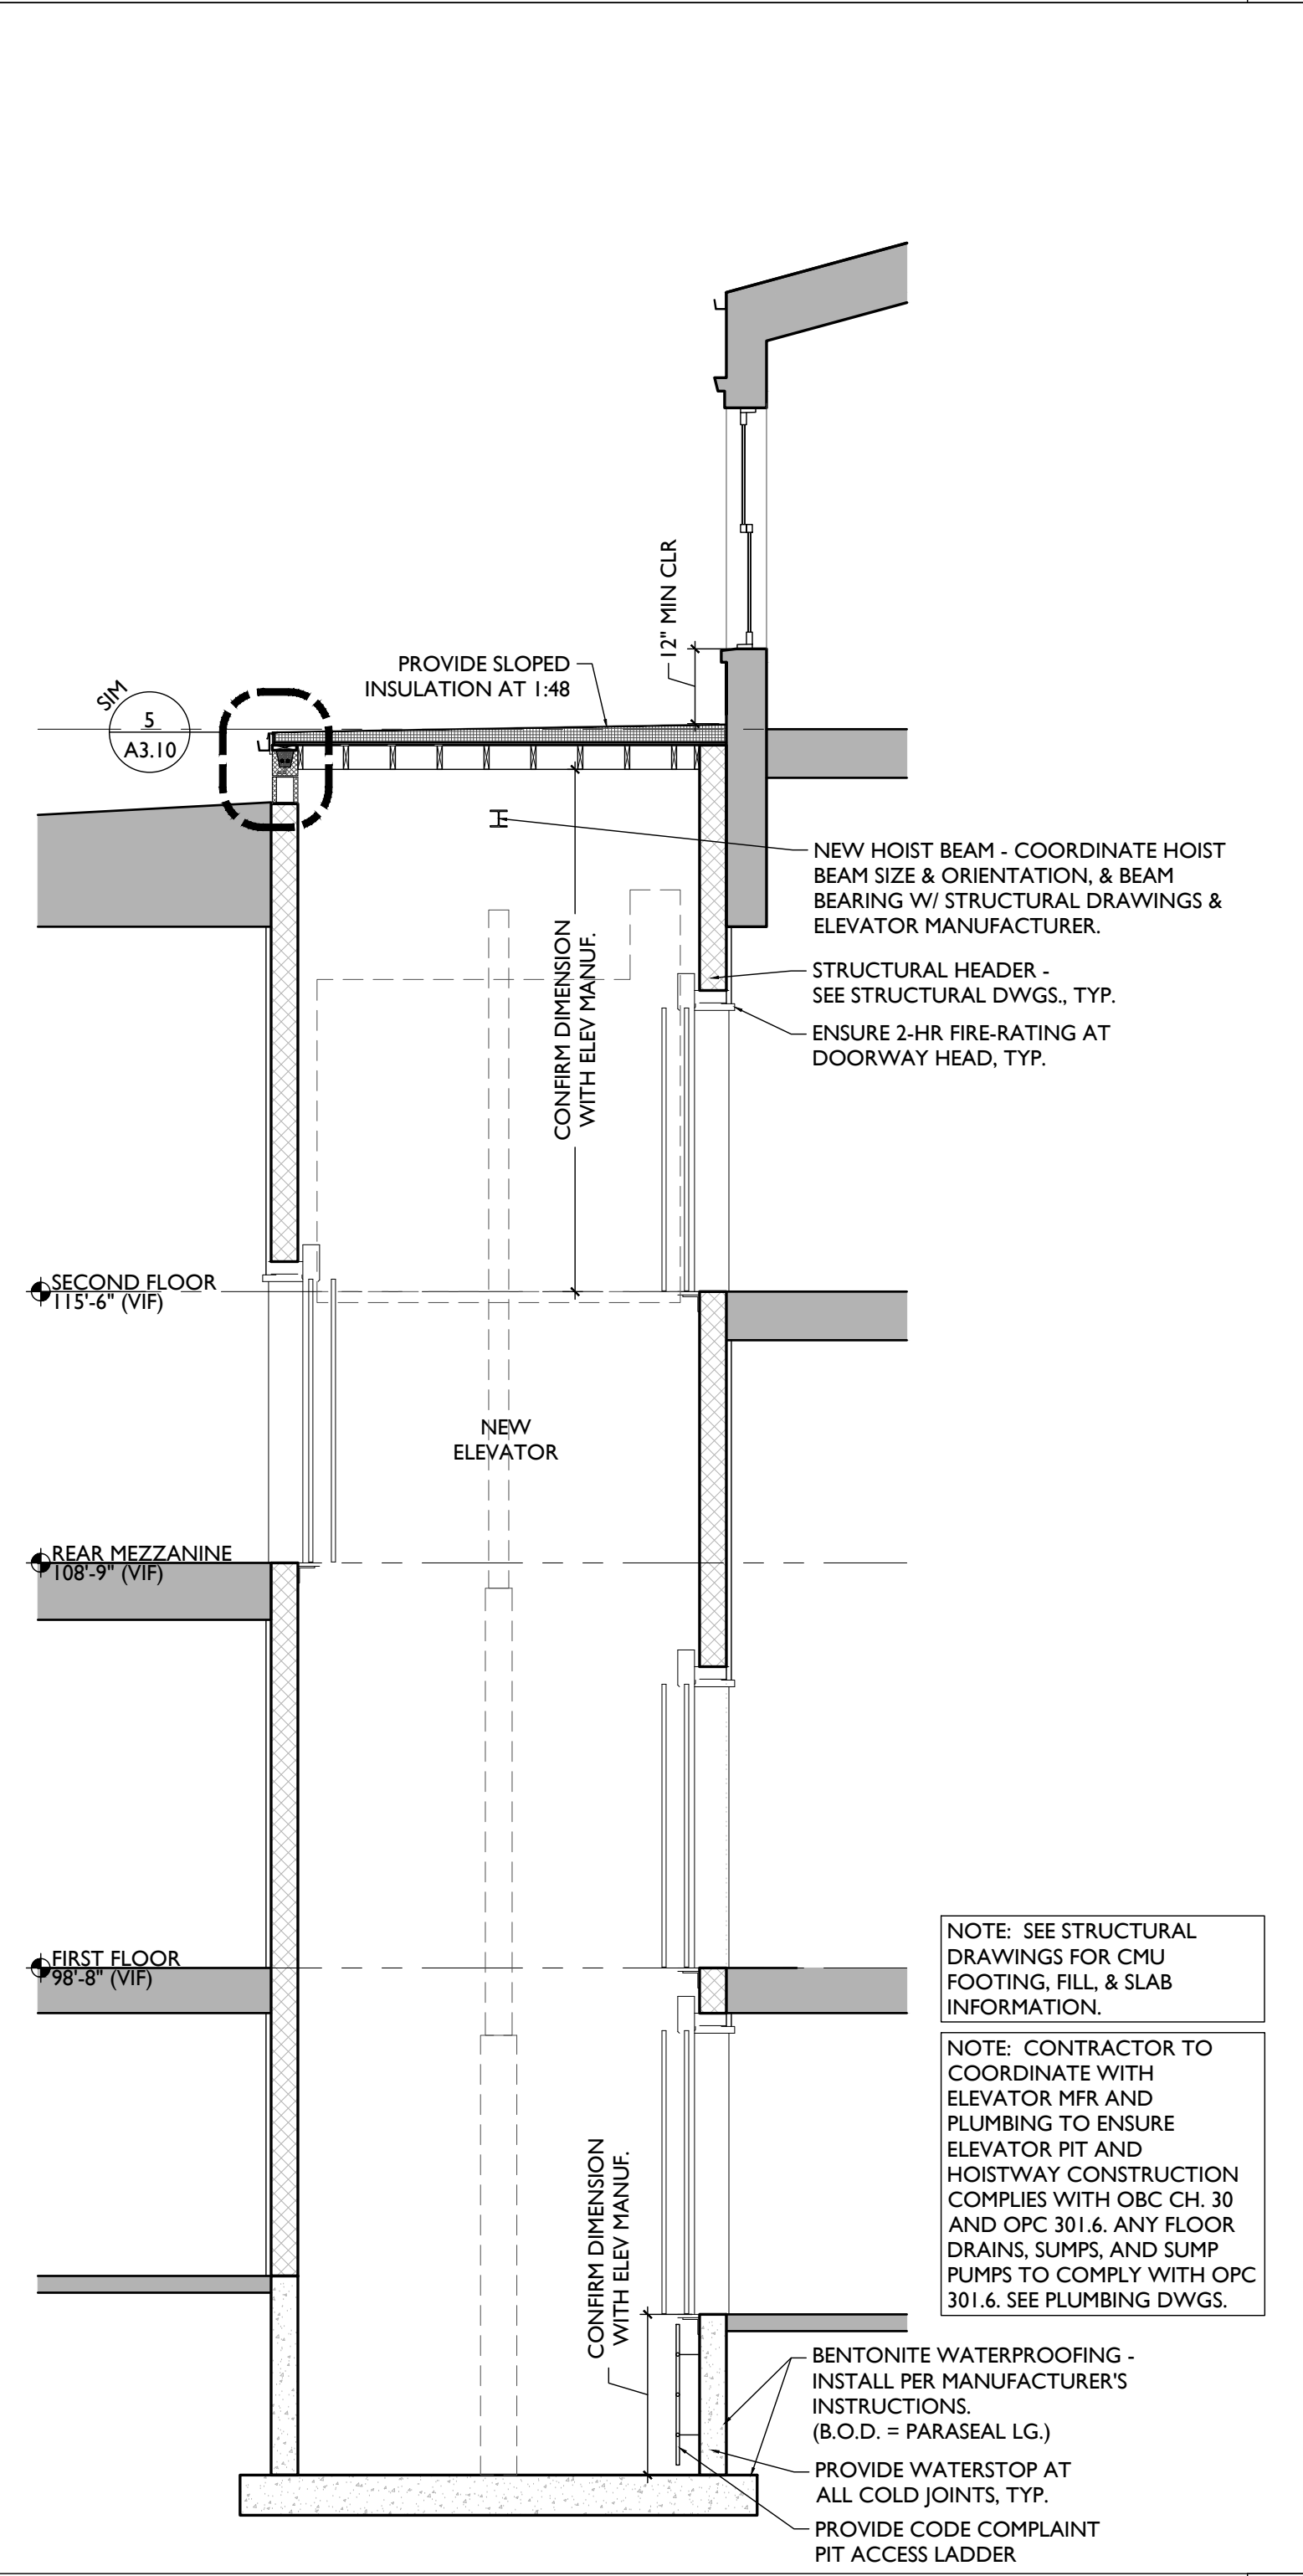 12" MIN CLR
PROVIDE SLOPED
INSULATION AT 1:48
SIM
5
A3.10
NEW HOIST BEAM - COORDINATE HOIST
BEAM SIZE & ORIENTATION, & BEAM
BEARING W/ STRUCTURAL DRAWINGS &
ELEVATOR MANUFACTURER.
STRUCTURAL HEADER -
SEE STRUCTURAL DWGS., TYP.
ENSURE 2-HR FIRE-RATING AT
DOORWAY HEAD, TYP.
CONFIRM DIMENSION
WITH ELEV MANUF.
SECOND FLOOR
115'-6" (VIF)
NEW
ELEVATOR
REAR MEZZANINE
108'-9" (VIF)
FIRST FLOOR
98'-8" (VIF)
NOTE: SEE STRUCTURAL
DRAWINGS FOR CMU
FOOTING, FILL, & SLAB
INFORMATION.
NOTE: CONTRACTOR TO
COORDINATE WITH
ELEVATOR MFR AND
PLUMBING TO ENSURE
ELEVATOR PIT AND
HOISTWAY CONSTRUCTION
COMPLIES WITH OBC CH. 30
AND OPC 301.6. ANY FLOOR
DRAINS, SUMPS, AND SUMP
PUMPS TO COMPLY WITH OPC
301.6. SEE PLUMBING DWGS.
CONFIRM DIMENSION
WITH ELEV MANUF.
BENTONITE WATERPROOFING -
INSTALL PER MANUFACTURER'S
INSTRUCTIONS.
(B.O.D. = PARASEAL LG.)
PROVIDE WATERSTOP AT
ALL COLD JOINTS, TYP.
PROVIDE CODE COMPLAINT
PIT ACCESS LADDER